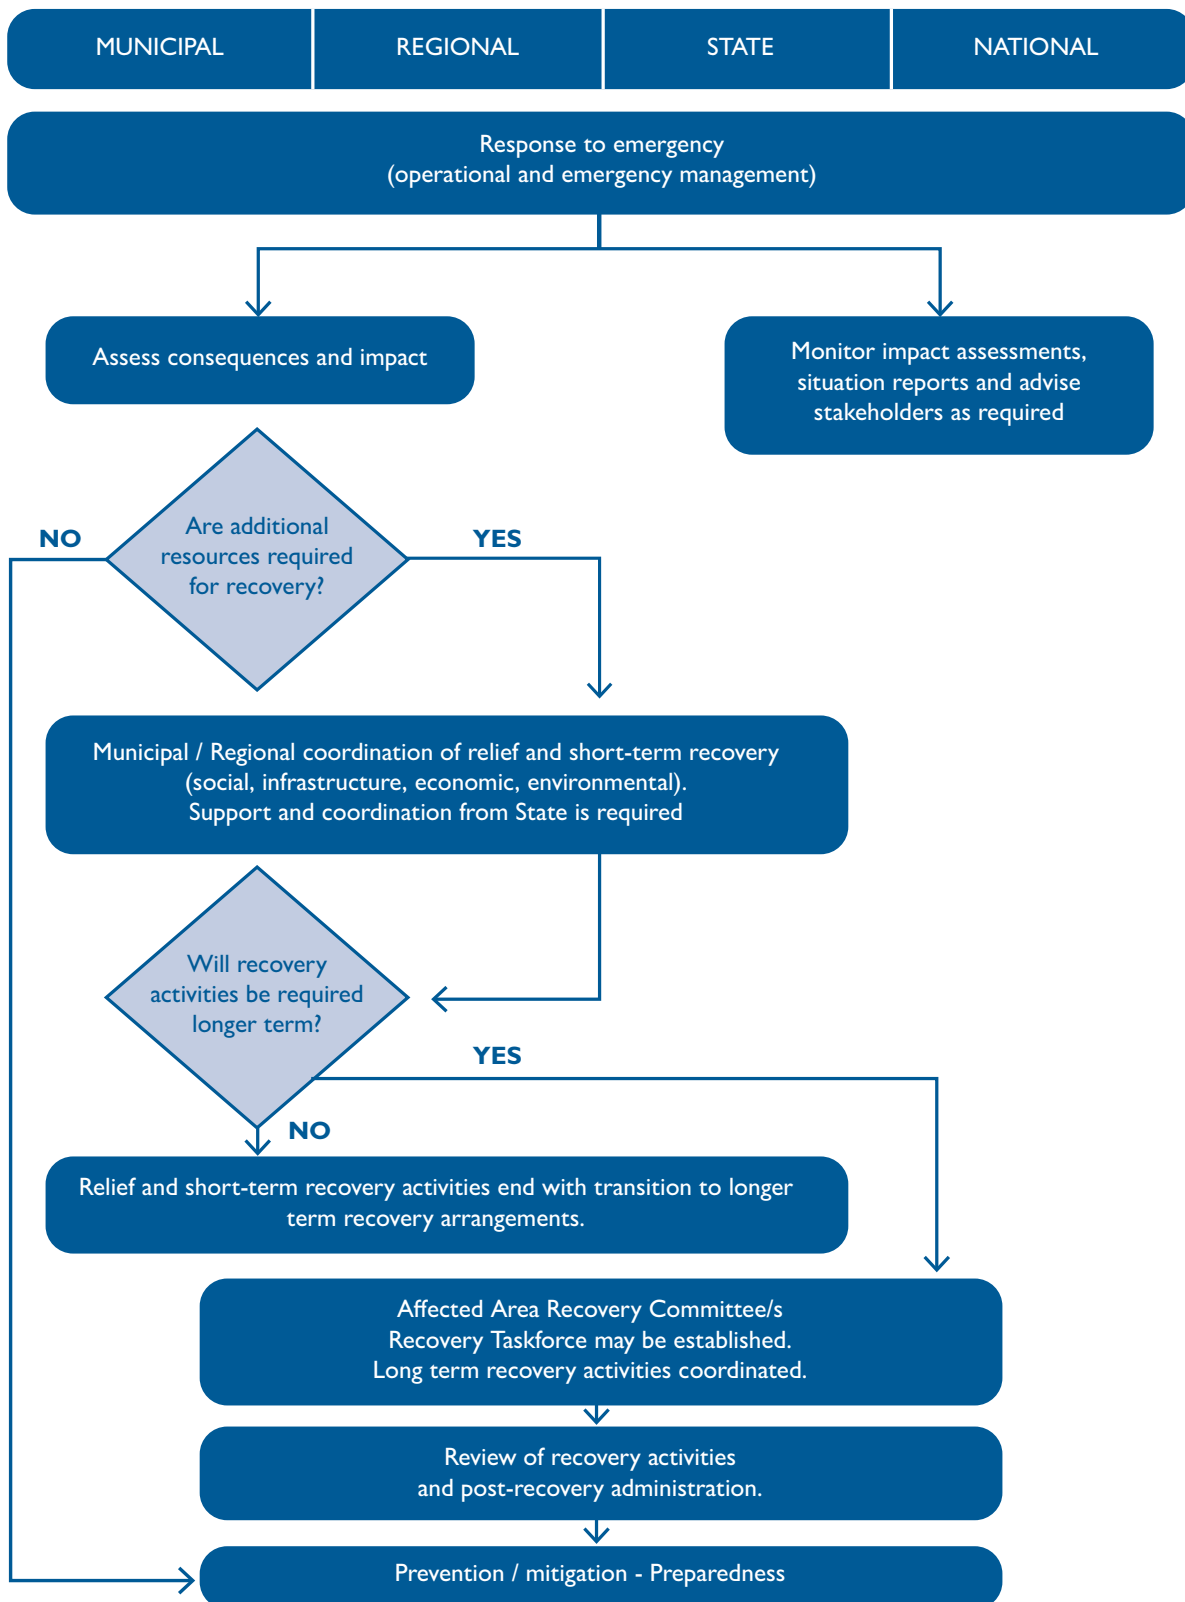 MUNICIPAL
REGIONAL
STATE
NATIONAL
Response to emergency
(operational and emergency management)
Assess consequences and impact
Monitor impact assessments,
situation reports and advise
stakeholders as required
Are additional
resources required
for recovery?
NO
YES
Municipal / Regional coordination of relief and short-term recovery
(social, infrastructure, economic, environmental).
Support and coordination from State is required
Will recovery
activities be required
longer term?
YES
NO
Relief and short-term recovery activities end with transition to longer
term recovery arrangements.
Affected Area Recovery Committee/s
Recovery Taskforce may be established.
Long term recovery activities coordinated.
Review of recovery activities
and post-recovery administration.
Prevention / mitigation - Preparedness